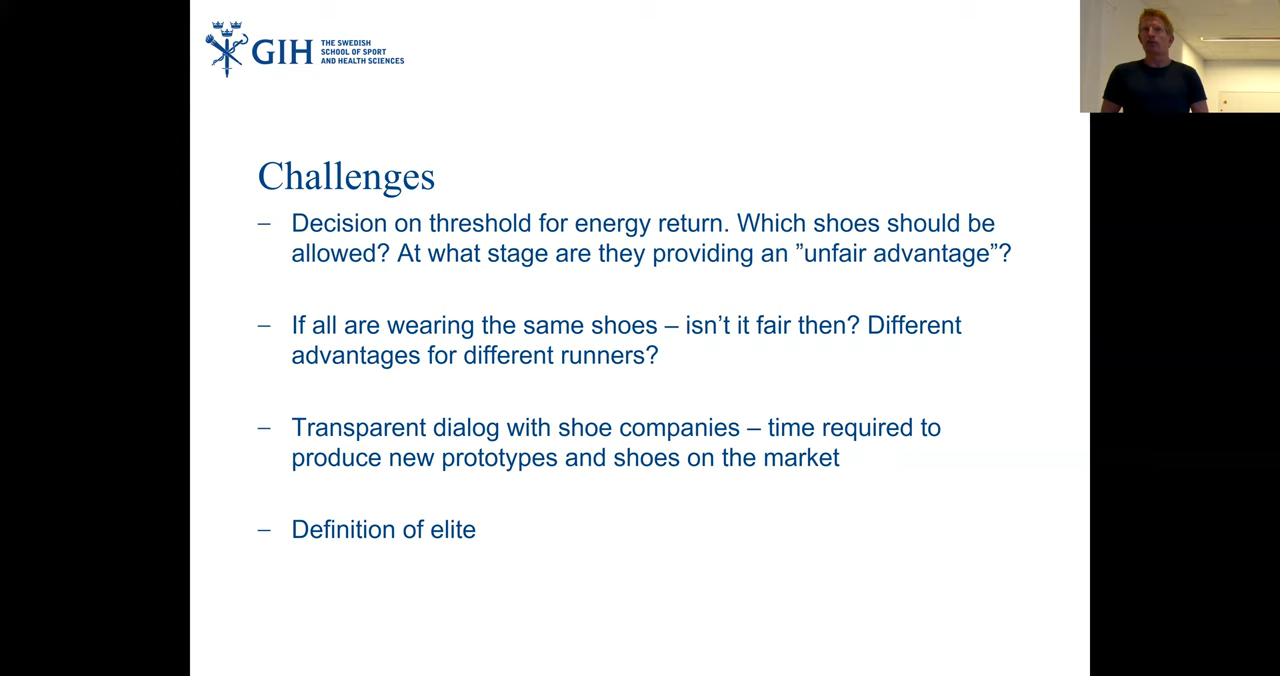 GIH
THE SWEDISH
SCHOOL OF SPORT
AND HEALTH SCIENCES
Challenges
– Decision on threshold for energy return. Which shoes should be
allowed? At what stage are they providing an ”unfair advantage”?
– If all are wearing the same shoes – isn’t it fair then? Different
advantages for different runners?
– Transparent dialog with shoe companies – time required to
produce new prototypes and shoes on the market
– Definition of elite